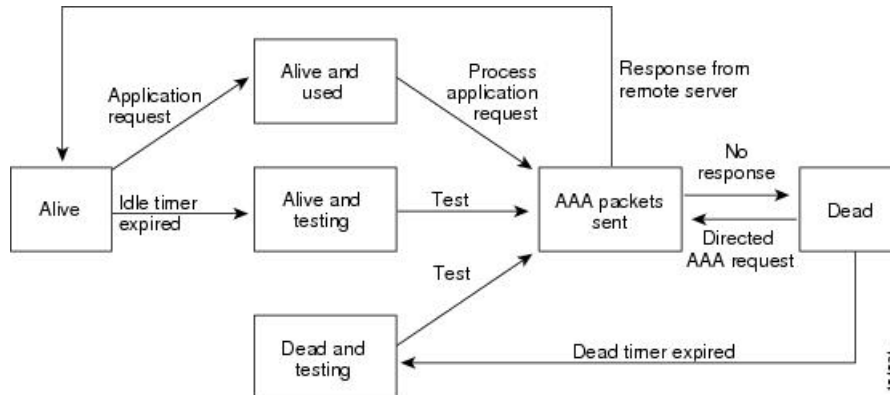 Alive and
used
Process
application
request
Response from
remote server
Application
request
No
response
Alive
Idle timer
expired
Alive and
testing
Test
AAA packets
sent
Dead
Directed
AAA request
Test
Dead and
testing
Dead timer expired